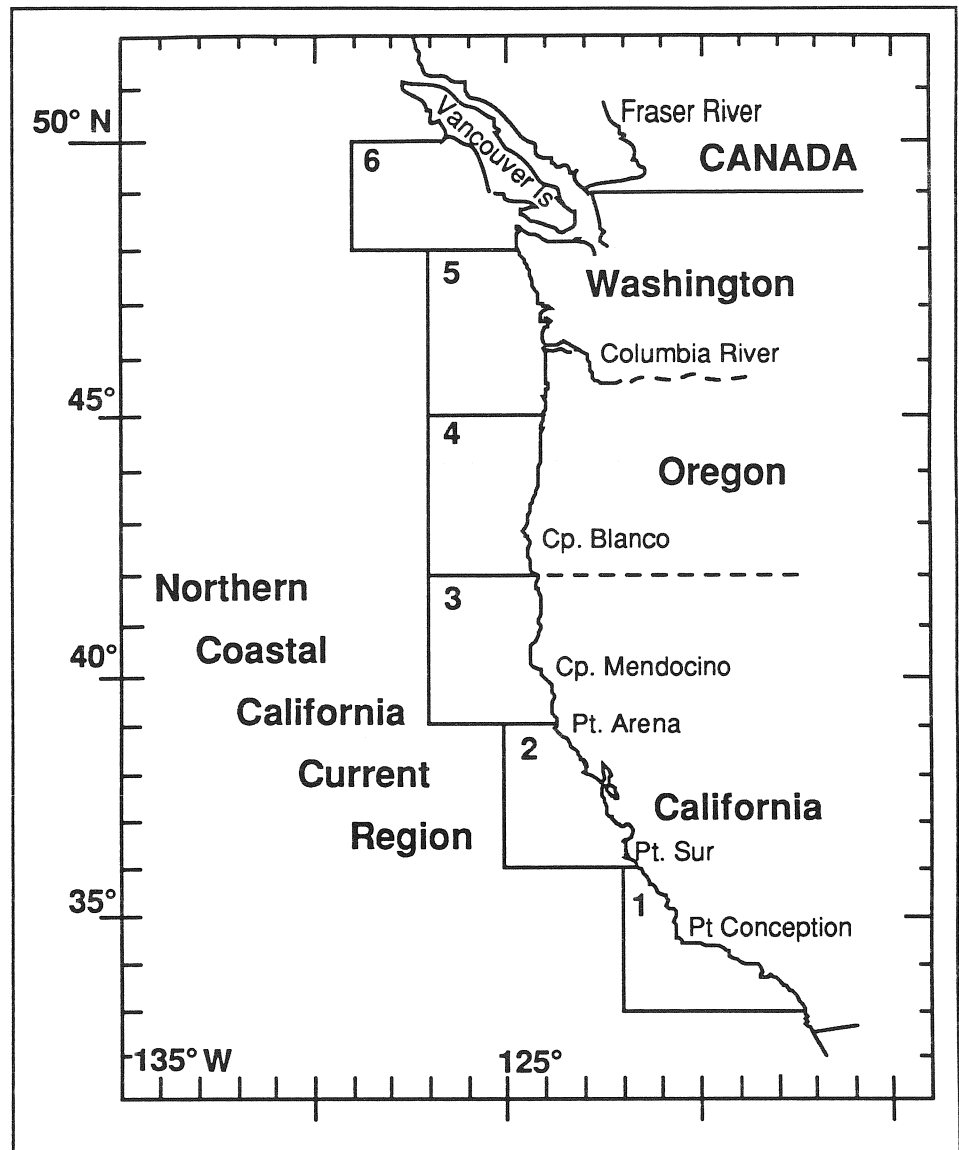 50° N
Fraser River
CANADA
6
Vancouver Is
5
Washington
Columbia River
45°
4
Oregon
Cp. Blanco
Northern
3
Coastal
40°
Cp. Mendocino
California
Pt. Arena
2
Current
California
Region
Pt. Sur
35°
1
Pt Conception
135° W
125°